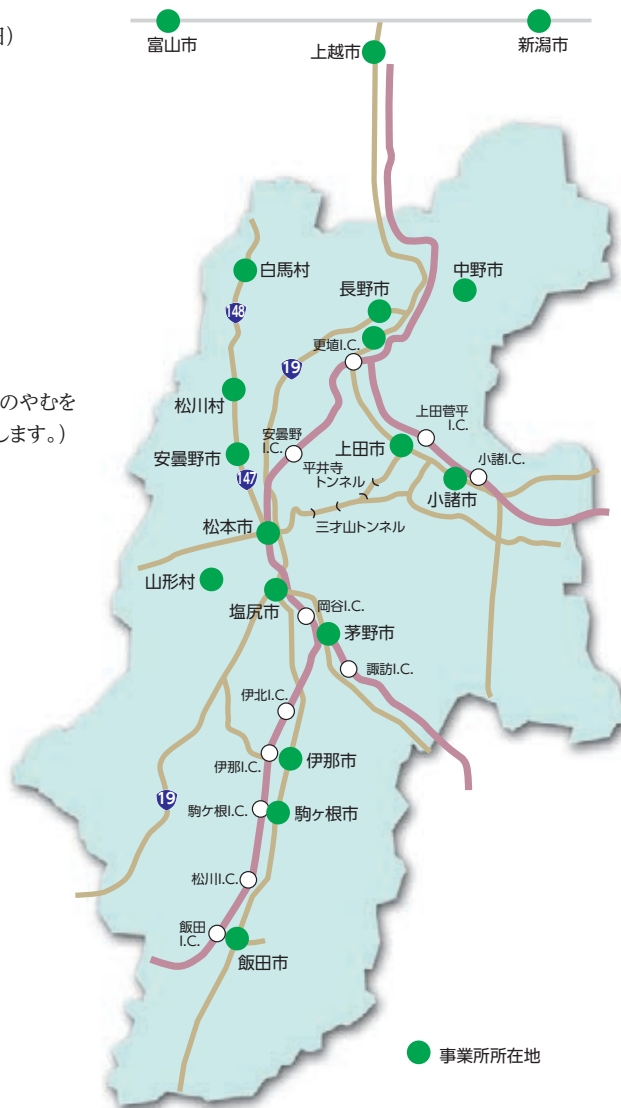 日)
富山市
上越市
新潟市
白馬村
中野市
長野市
148
更埴I.C.
19
のやむを
します。)
松川村
上田菅平
I.C.
安曇野
I.C.
上田市
安曇野市
平井寺
トンネル
小諸I.C.
147
小諸市
松本市
三才山トンネル
山形村
塩尻市
岡谷I.C.
茅野市
諏訪I.C.
伊北I.C.
伊那I.C.
伊那市
19
駒ケ根I.C.
駒ヶ根市
松川I.C.
飯田
I.C.
飯田市
事業所所在地